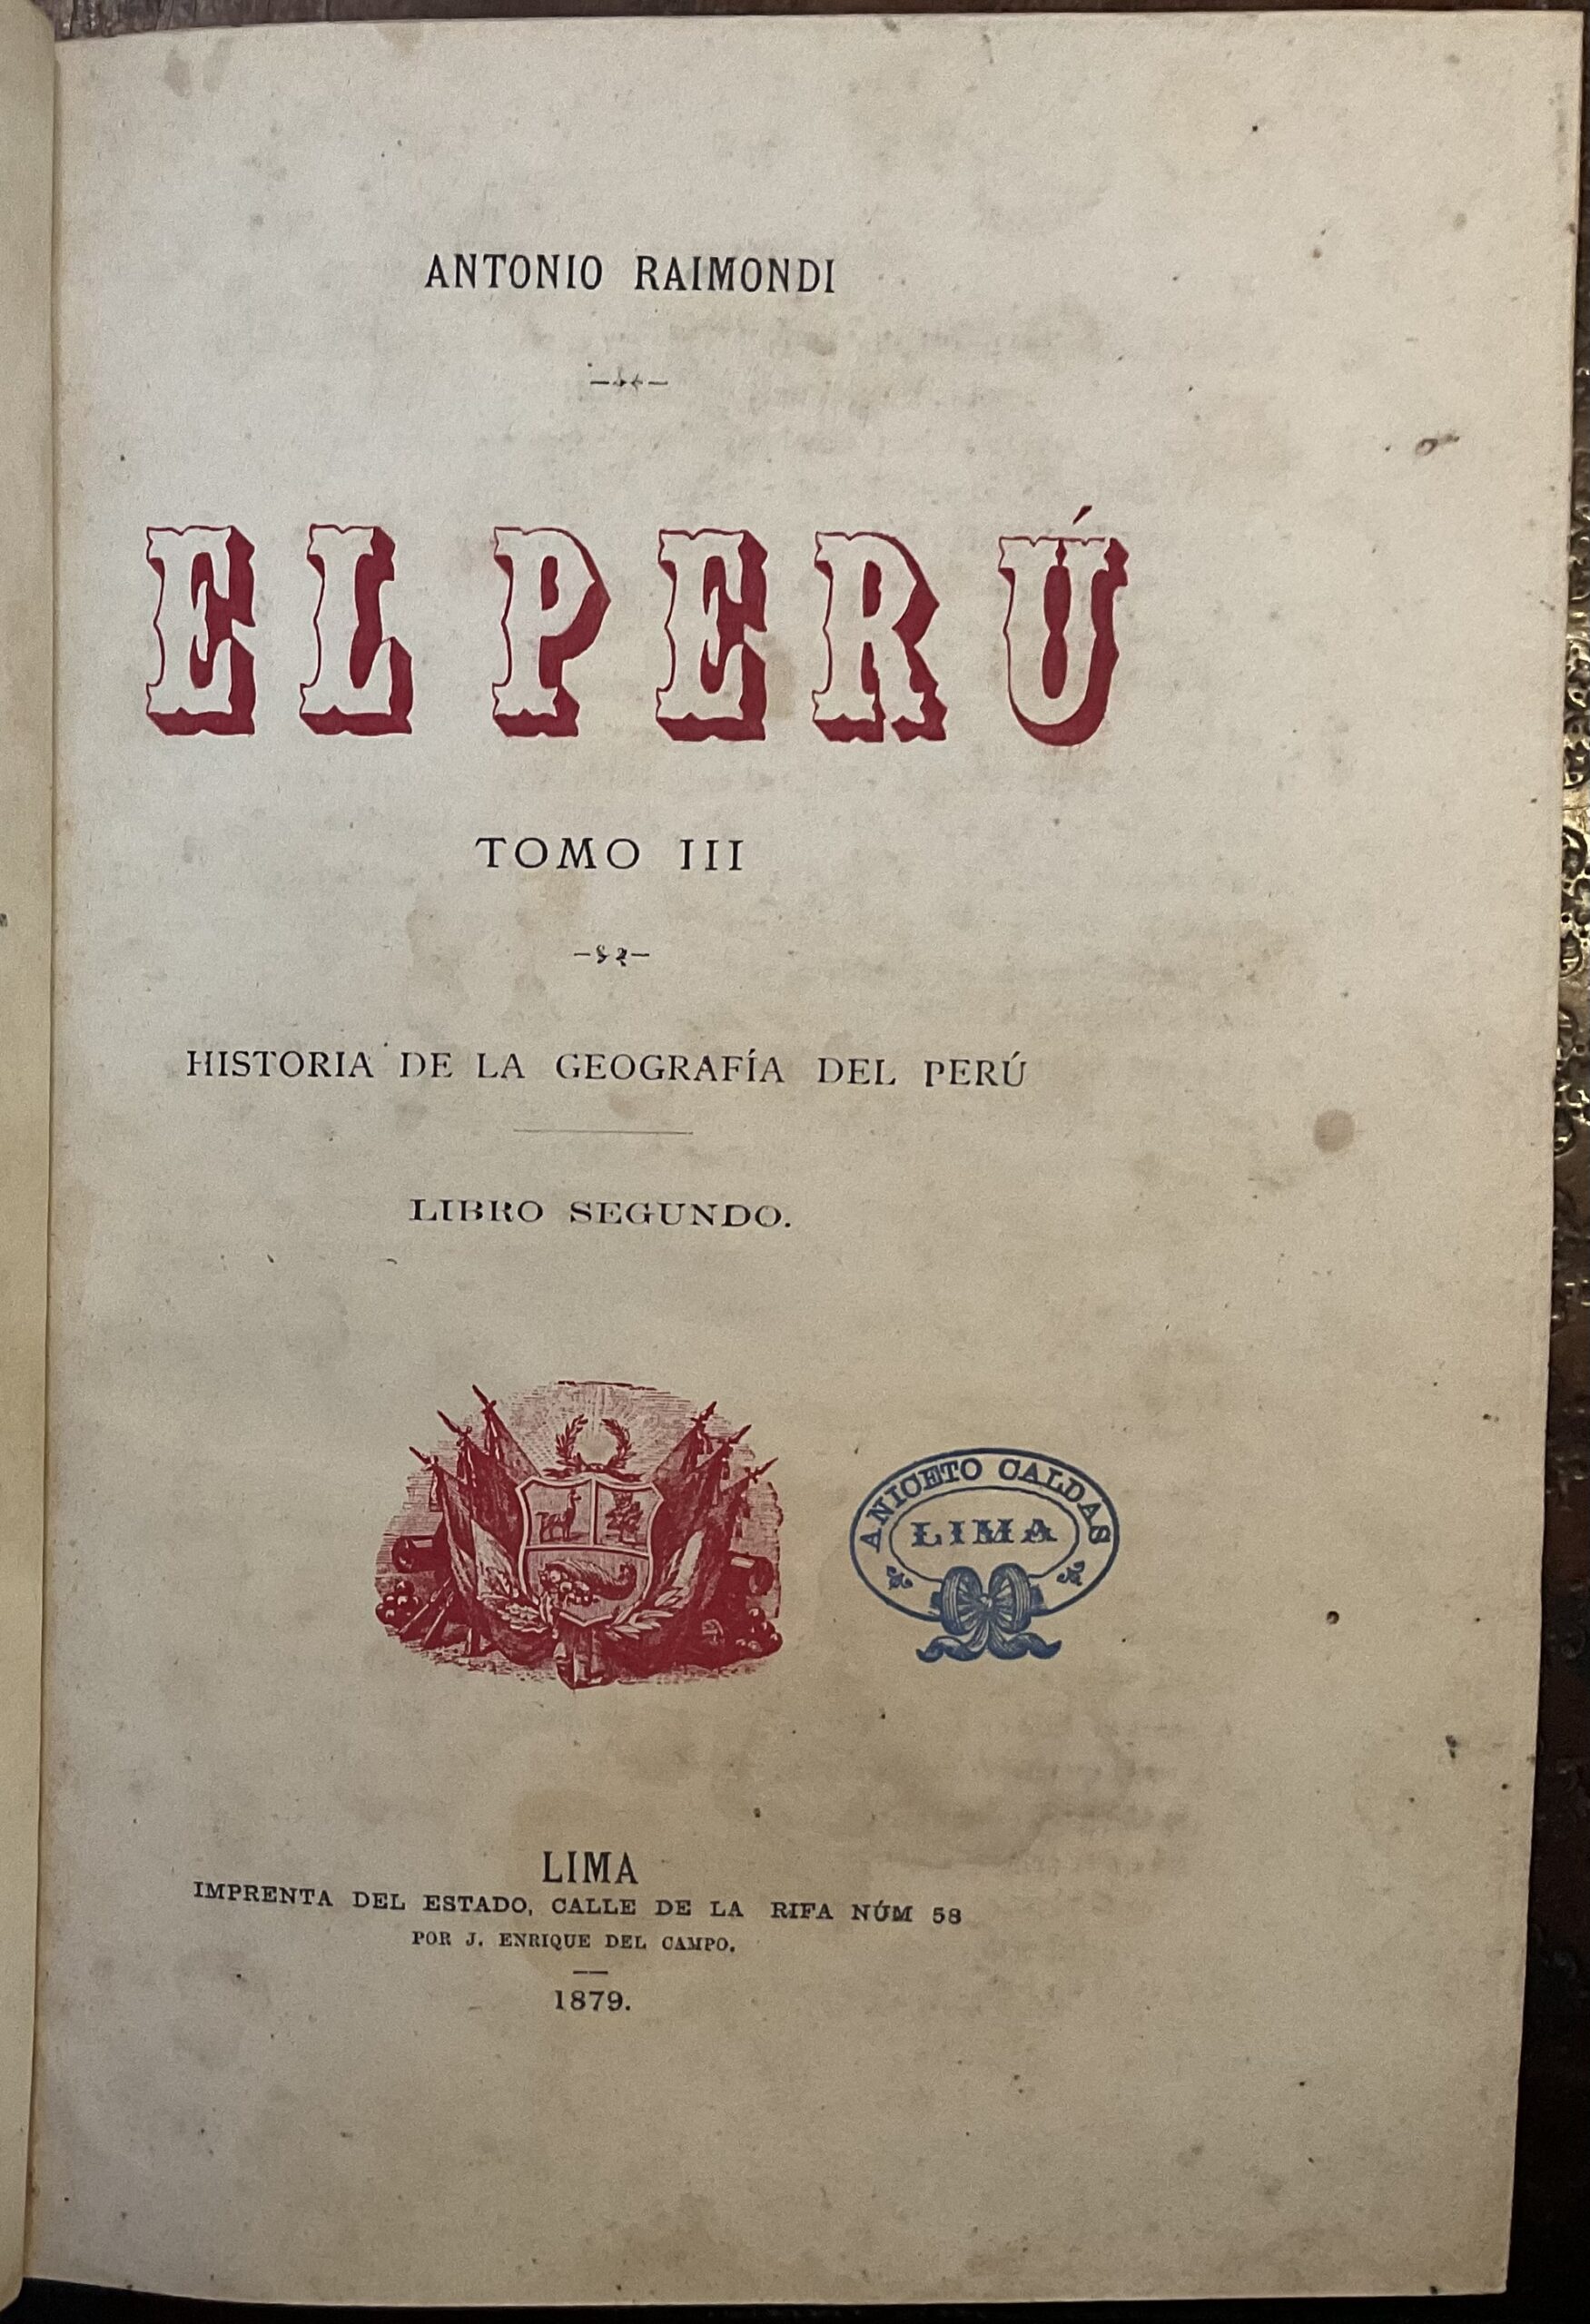 ANTONIO RAIMONDI
EL PERÚ
TOMO III
HISTORIA DE LA GEOGRAFÍA DEL PERÚ
LIBRO SEGUNDO.
ANICETO CALDAS
LIMA
LIMA
IMPRENTA DEL ESTADO, CALLE DE LA RIFA NÚM 58
POR J. ENRIQUE DEL CAMPO.
1879.